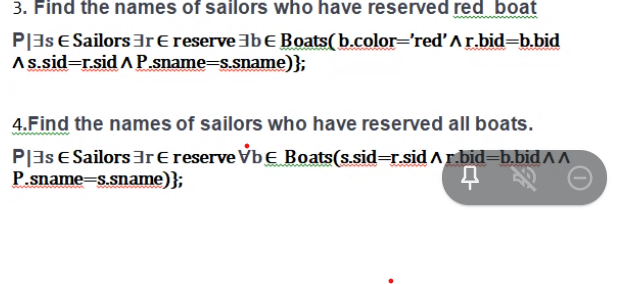 3. Find the names of sailors who have reserved red boat
P|∃s ∈ Sailors ∃r ∈ reserve ∃b ∈ Boats( b.color='red' ∧ r.bid=b.bid
∧ s.sid=r.sid ∧ P.sname=s.sname)};
4.Find the names of sailors who have reserved all boats.
P|∃s ∈ Sailors ∃r ∈ reserve ∀b∈ Boats(s.sid=r.sid ∧ r.bid=b.bid ∧ ∧
P.sname=s.sname)};